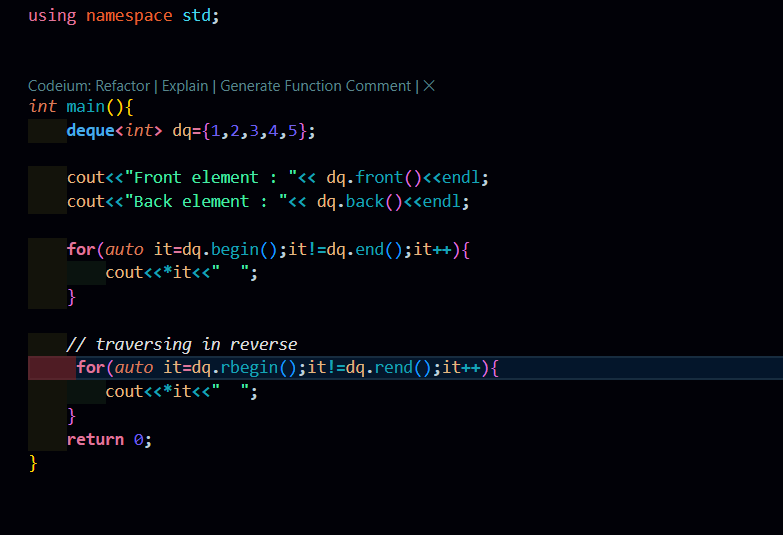 using namespace std;
Codeium: Refactor | Explain | Generate Function Comment | ×
int main(){
deque<int> dq={1,2,3,4,5};
cout<<"Front element : "<< dq.front()<<endl;
cout<<"Back element : "<< dq.back()<<endl;
for(auto it=dq.begin();it!=dq.end();it++){
cout<<*it<<"  ";
}
// traversing in reverse
for(auto it=dq.rbegin();it!=dq.rend();it++){
cout<<*it<<"  ";
}
return 0;
}